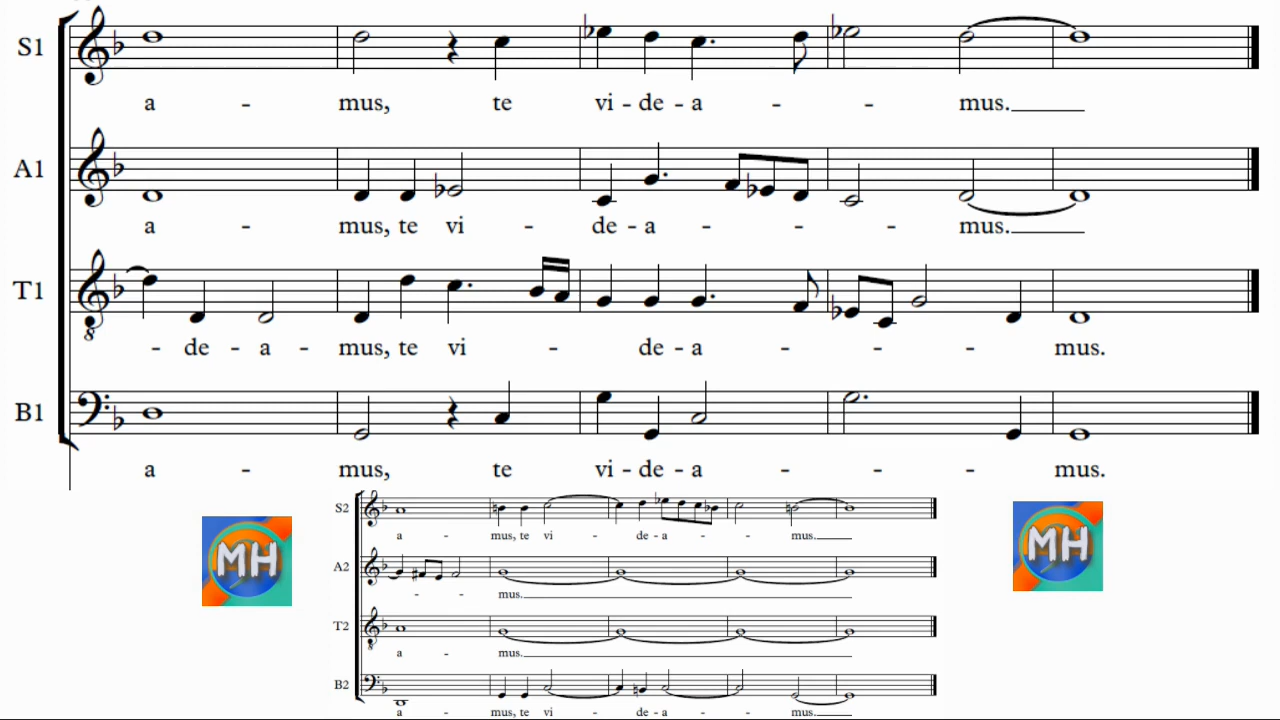 S1
a - mus, te vi - de - a - - mus.
A1
a - mus, te vi - de - a - - - mus.
T1
8
- de - a - mus, te vi - de - a - - - mus.
B1
a - mus, te vi - de - a - - - mus.
S2
a - mus, te vi - de - a - - mus.
A2
- - mus.
T2
8
a - mus.
B2
a - mus, te vi - de - a - - mus.
MH
MH